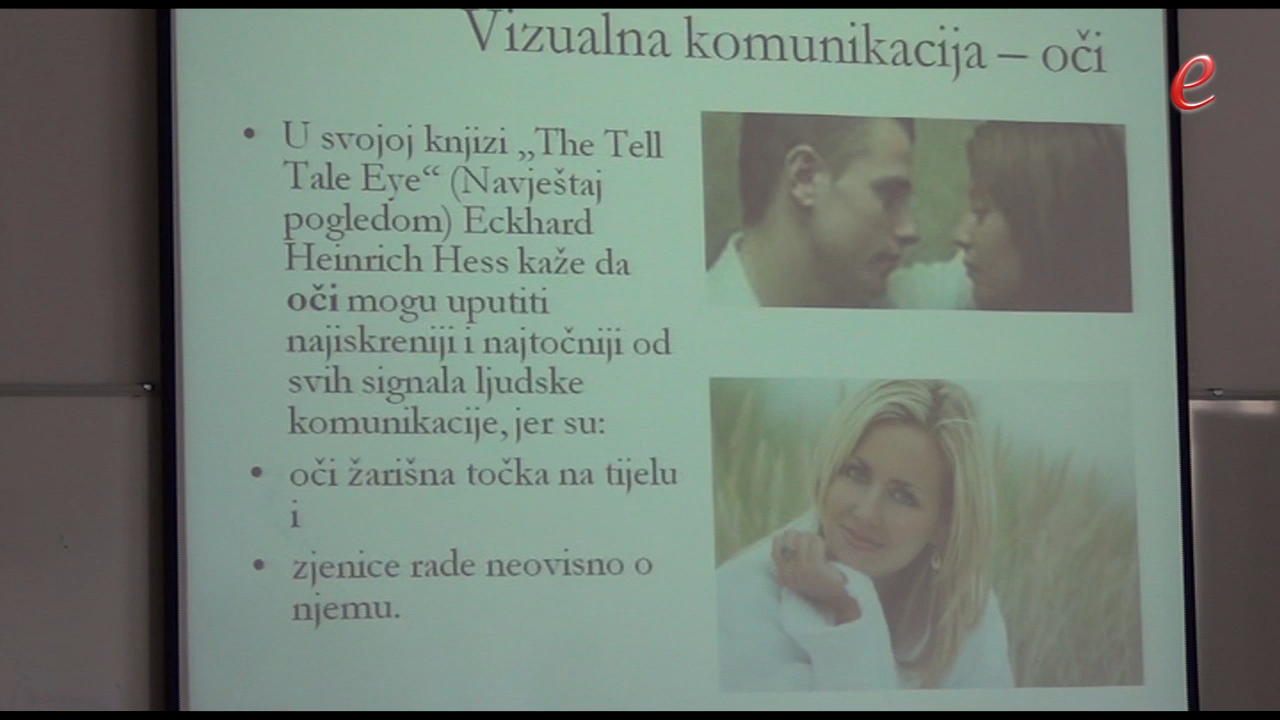 Vizualna komunikacija – oči
e
• U svojoj knjizi „The Tell
Tale Eye“ (Navještaj
pogledom) Eckhard
Heinrich Hess kaže da
oči mogu uputiti
najiskreniji i najtočniji od
svih signala ljudske
komunikacije, jer su:
• oči žarišna točka na tijelu
i
• zjenice rade neovisno o
njemu.